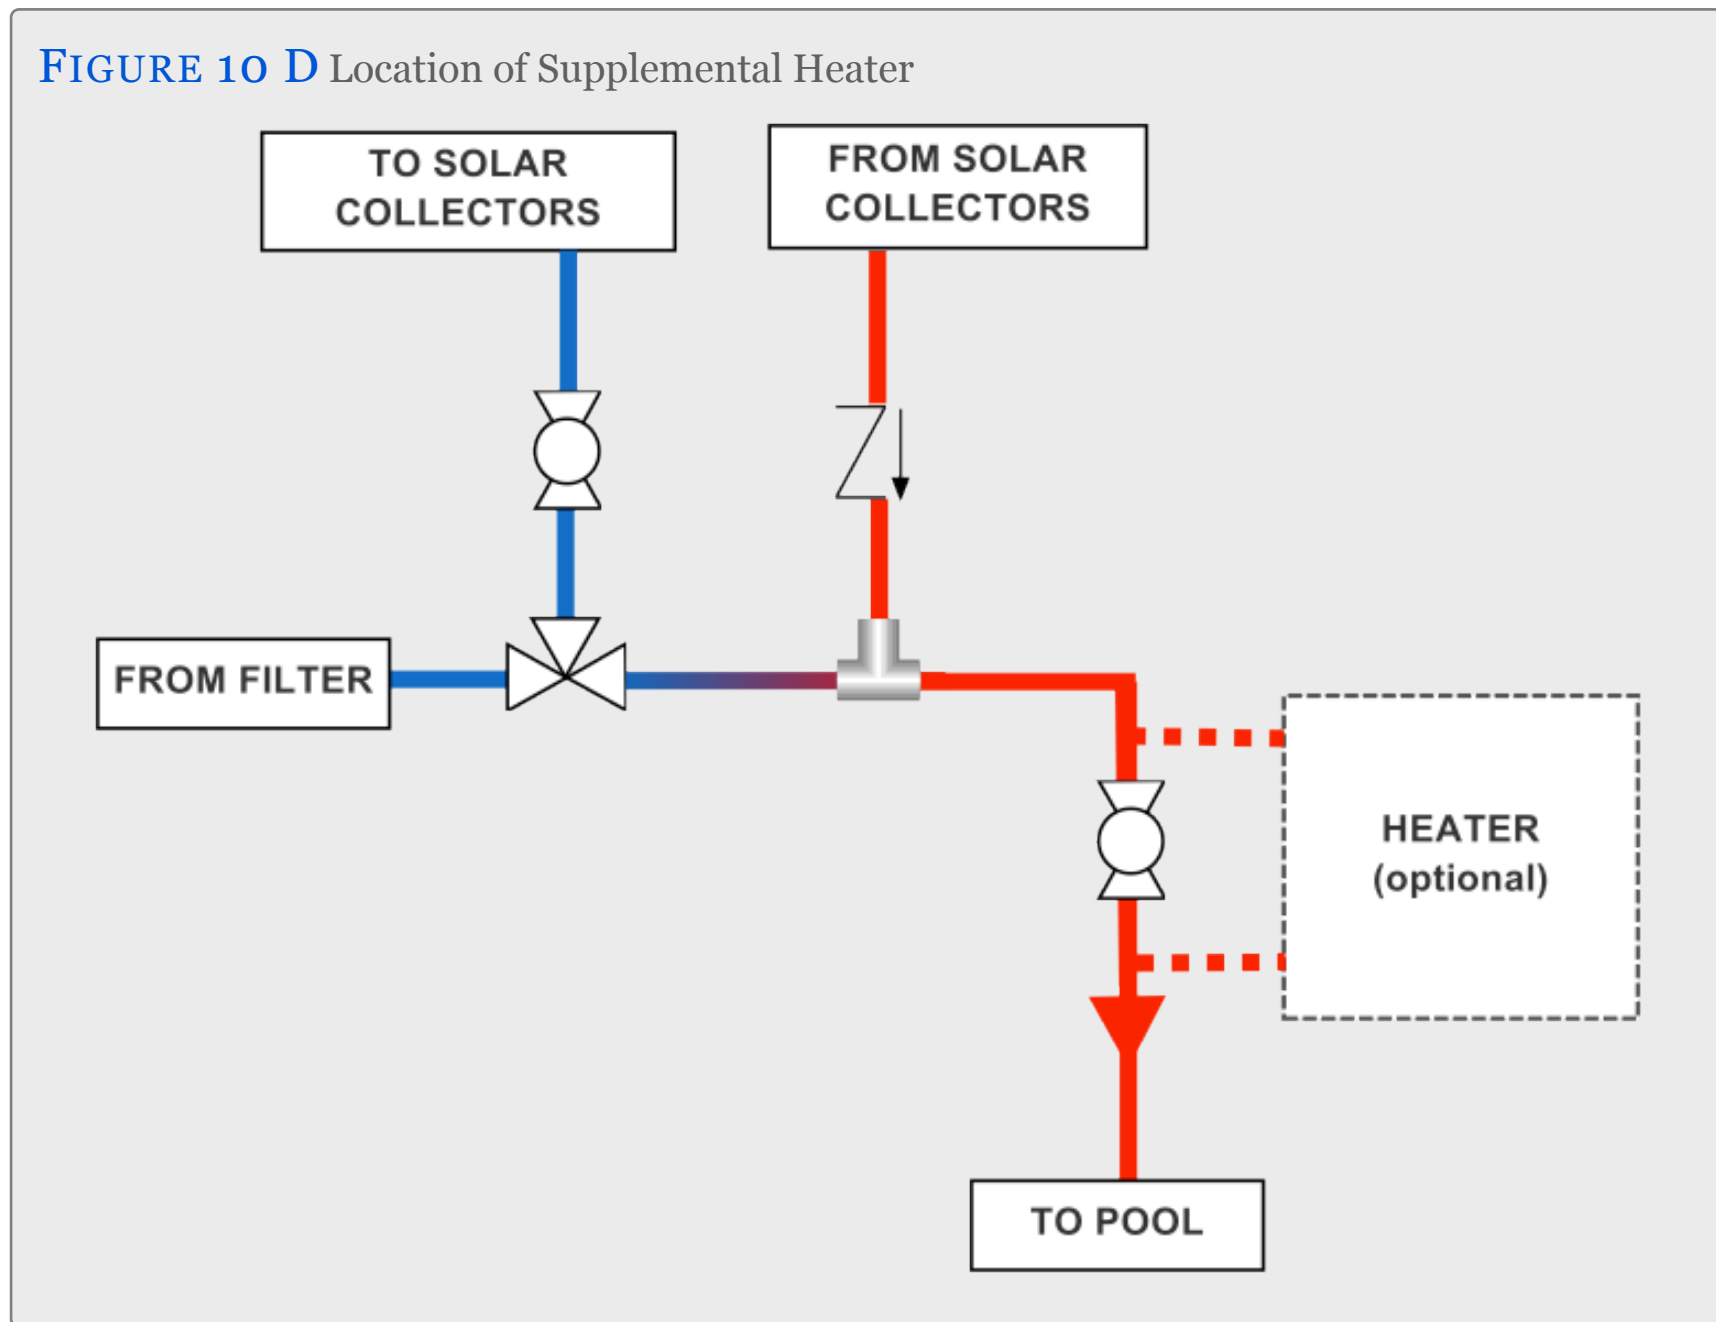 FIGURE 10 D Location of Supplemental Heater
TO SOLAR
COLLECTORS
FROM SOLAR
COLLECTORS
FROM FILTER
HEATER
(optional)
TO POOL